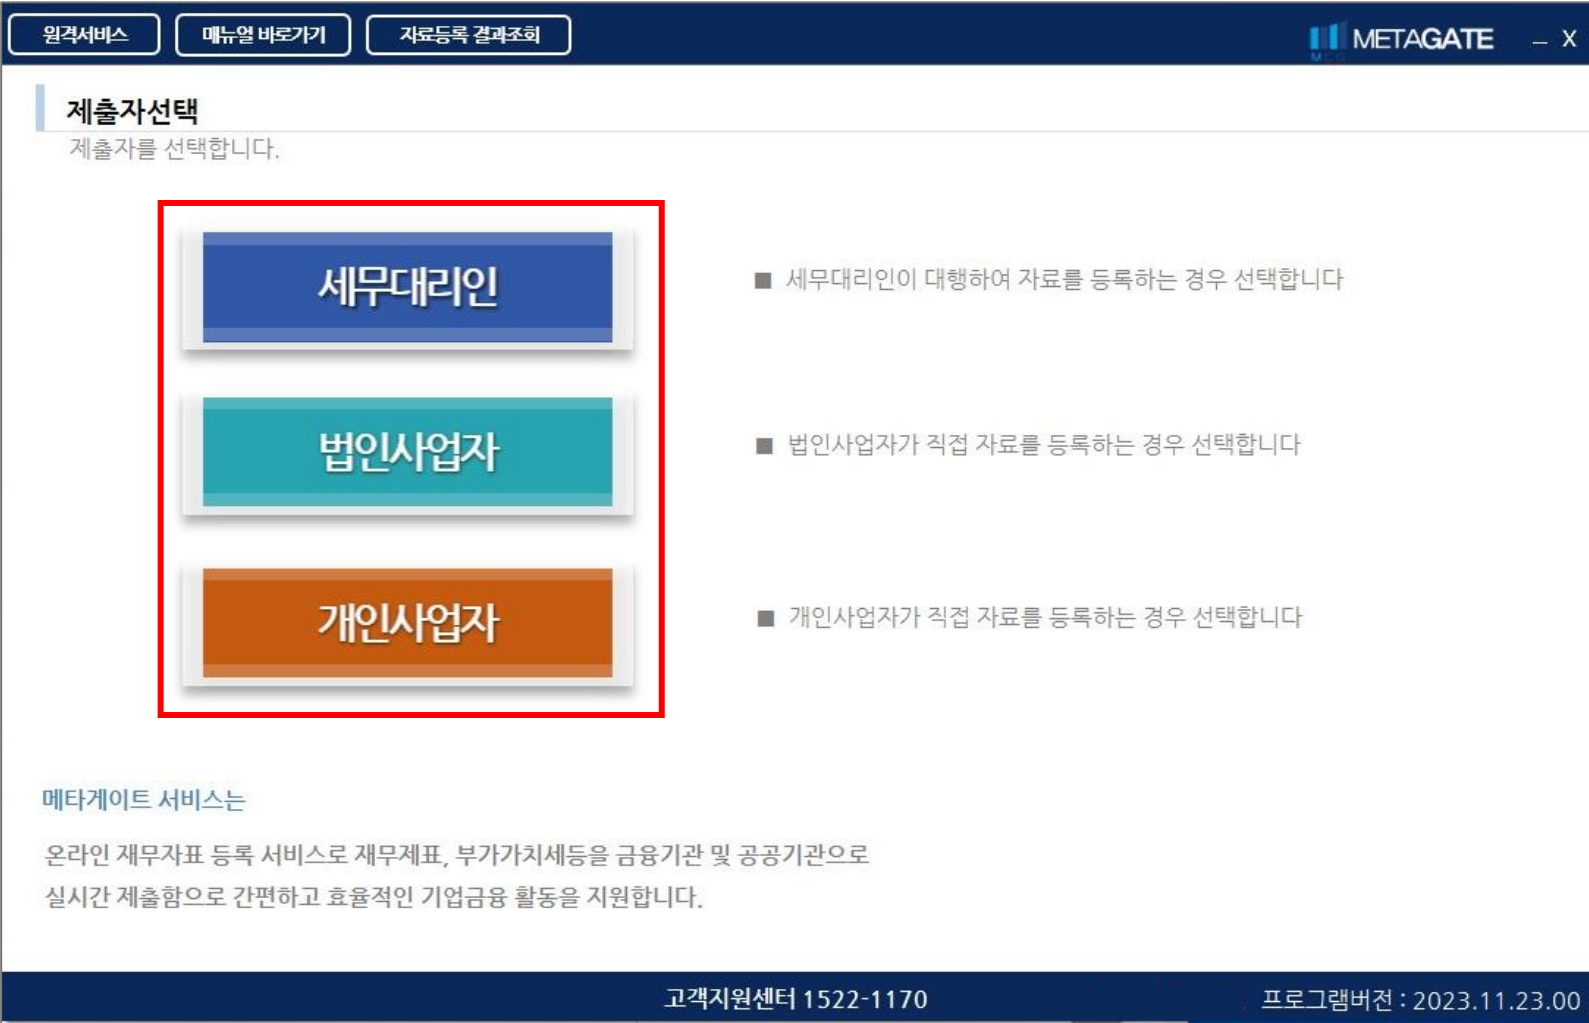 원격서비스 매뉴얼 바로가기 자료등록 결과조회 MCG METAGATE _ X
제출자선택
제출자를 선택합니다.
세무대리인 ■ 세무대리인이 대행하여 자료를 등록하는 경우 선택합니다
법인사업자 ■ 법인사업자가 직접 자료를 등록하는 경우 선택합니다
개인사업자 ■ 개인사업자가 직접 자료를 등록하는 경우 선택합니다
메타게이트 서비스는
온라인 재무자표 등록 서비스로 재무제표, 부가가치세등을 금융기관 및 공공기관으로
실시간 제출함으로 간편하고 효율적인 기업금융 활동을 지원합니다.
고객지원센터 1522-1170 프로그램버전 : 2023.11.23.00